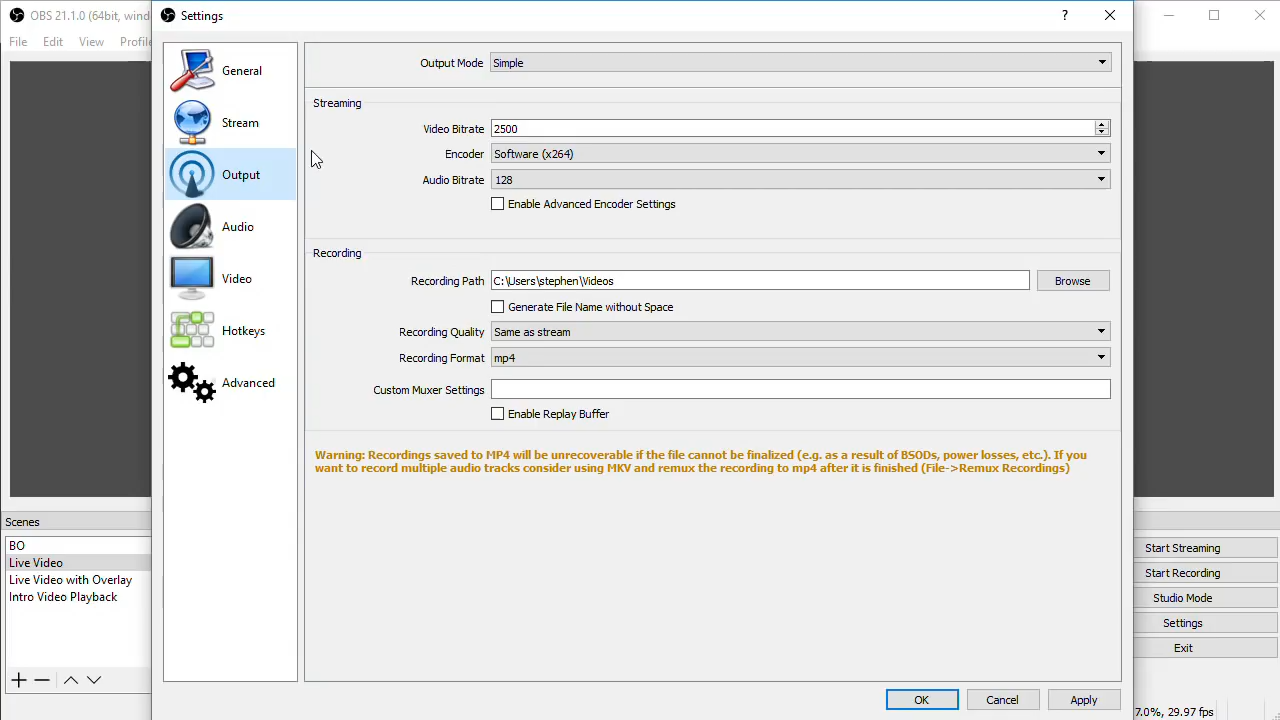 OBS 21.1.0 (64bit, wind
Settings
?
File
Edit
View
Profile
General
Stream
Output
Audio
Video
Hotkeys
Advanced
Output Mode
Simple
Streaming
Video Bitrate
2500
Encoder
Software (x264)
Audio Bitrate
128
Enable Advanced Encoder Settings
Recording
Recording Path
C:\Users\stephen\Videos
Browse
Generate File Name without Space
Recording Quality
Same as stream
Recording Format
mp4
Custom Muxer Settings
Enable Replay Buffer
Warning: Recordings saved to MP4 will be unrecoverable if the file cannot be finalized (e.g. as a result of BSODs, power losses, etc.). If you
want to record multiple audio tracks consider using MKV and remux the recording to mp4 after it is finished (File->Remux Recordings)
Scenes
BO
Live Video
Live Video with Overlay
Intro Video Playback
Start Streaming
Start Recording
Studio Mode
Settings
Exit
OK
Cancel
Apply
7.0%, 29.97 fps